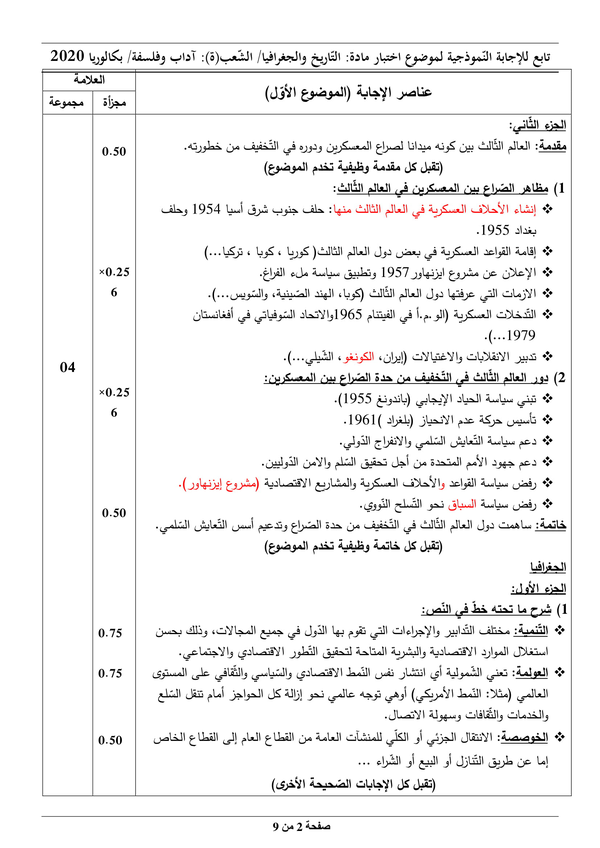 تابع للإجابة النّموذجية لموضوع اختبار مادة: التّاريخ والجغرافيا/ الشّعب(ة): آداب وفلسفة/ بكالوريا 2020
العلامة
عناصر الإجابة (الموضوع الأوّل)
مجزأة
مجموعة
الجزء الثّاني:
مقدمة: العالم الثّالث بين كونه ميدانا لصراع المعسكرين ودوره في التّخفيف من خطورته.
0.50
(تقبل كل مقدمة وظيفية تخدم الموضوع)
1) مظاهر الصّراع بين المعسكرين في العالم الثّالث:
❖ إنشاء الأحلاف العسكرية في العالم الثالث منها: حلف جنوب شرق أسيا 1954 وحلف
بغداد 1955.
❖ إقامة القواعد العسكرية في بعض دول العالم الثالث( كوريا ، كوبا ، تركيا...)
❖ الإعلان عن مشروع ايزنهاور 1957 وتطبيق سياسة ملء الفراغ.
×0.25
❖ الازمات التي عرفتها دول العالم الثّالث (كوبا، الهند الصّينية، والسّويس...).
6
❖ التّدخلات العسكرية (الو.م.أ في الفيتنام 1965والاتحاد السّوفياتي في أفغانستان
1979...).
❖ تدبير الانقلابات والاغتيالات (إيران، الكونغو، الشّيلي...).
04
2) دور العالم الثّالث في التّخفيف من حدة الصّراع بين المعسكرين:
❖ تبني سياسة الحياد الإيجابي (باندونغ 1955).
×0.25
❖ تأسيس حركة عدم الانحياز (بلغراد )1961.
6
❖ دعم سياسة التّعايش السّلمي والانفراج الدّولي.
❖ دعم جهود الأمم المتحدة من أجل تحقيق السّلم والامن الدّوليين.
❖ رفض سياسة القواعد والأحلاف العسكرية والمشاريع الاقتصادية (مشروع إيزنهاور).
❖ رفض سياسة السباق نحو التّسلح النّووي.
0.50
خاتمة: ساهمت دول العالم الثّالث في التّخفيف من حدة الصّراع وتدعيم أسس التّعايش السّلمي.
(تقبل كل خاتمة وظيفية تخدم الموضوع)
الجغرافيا
الجزء الأول:
1) شرح ما تحته خطّ في النّص:
❖ التّنمية: مختلف التّدابير والإجراءات التي تقوم بها الدّول في جميع المجالات، وذلك بحسن
0.75
استغلال الموارد الاقتصادية والبشرية المتاحة لتحقيق التّطور الاقتصادي والاجتماعي.
❖ العولمة: تعني الشّمولية أي انتشار نفس النّمط الاقتصادي والسّياسي والثّقافي على المستوى
0.75
العالمي (مثلا: النّمط الأمريكي) أوهي توجه عالمي نحو إزالة كل الحواجز أمام تنقل السّلع
والخدمات والثّقافات وسهولة الاتصال.
❖ الخوصصة: الانتقال الجزئي أو الكلّي للمنشآت العامة من القطاع العام إلى القطاع الخاص
0.50
إما عن طريق التّنازل أو البيع أو الشّراء ...
(تقبل كل الإجابات الصّحيحة الأخرى)
صفحة 2 من 9